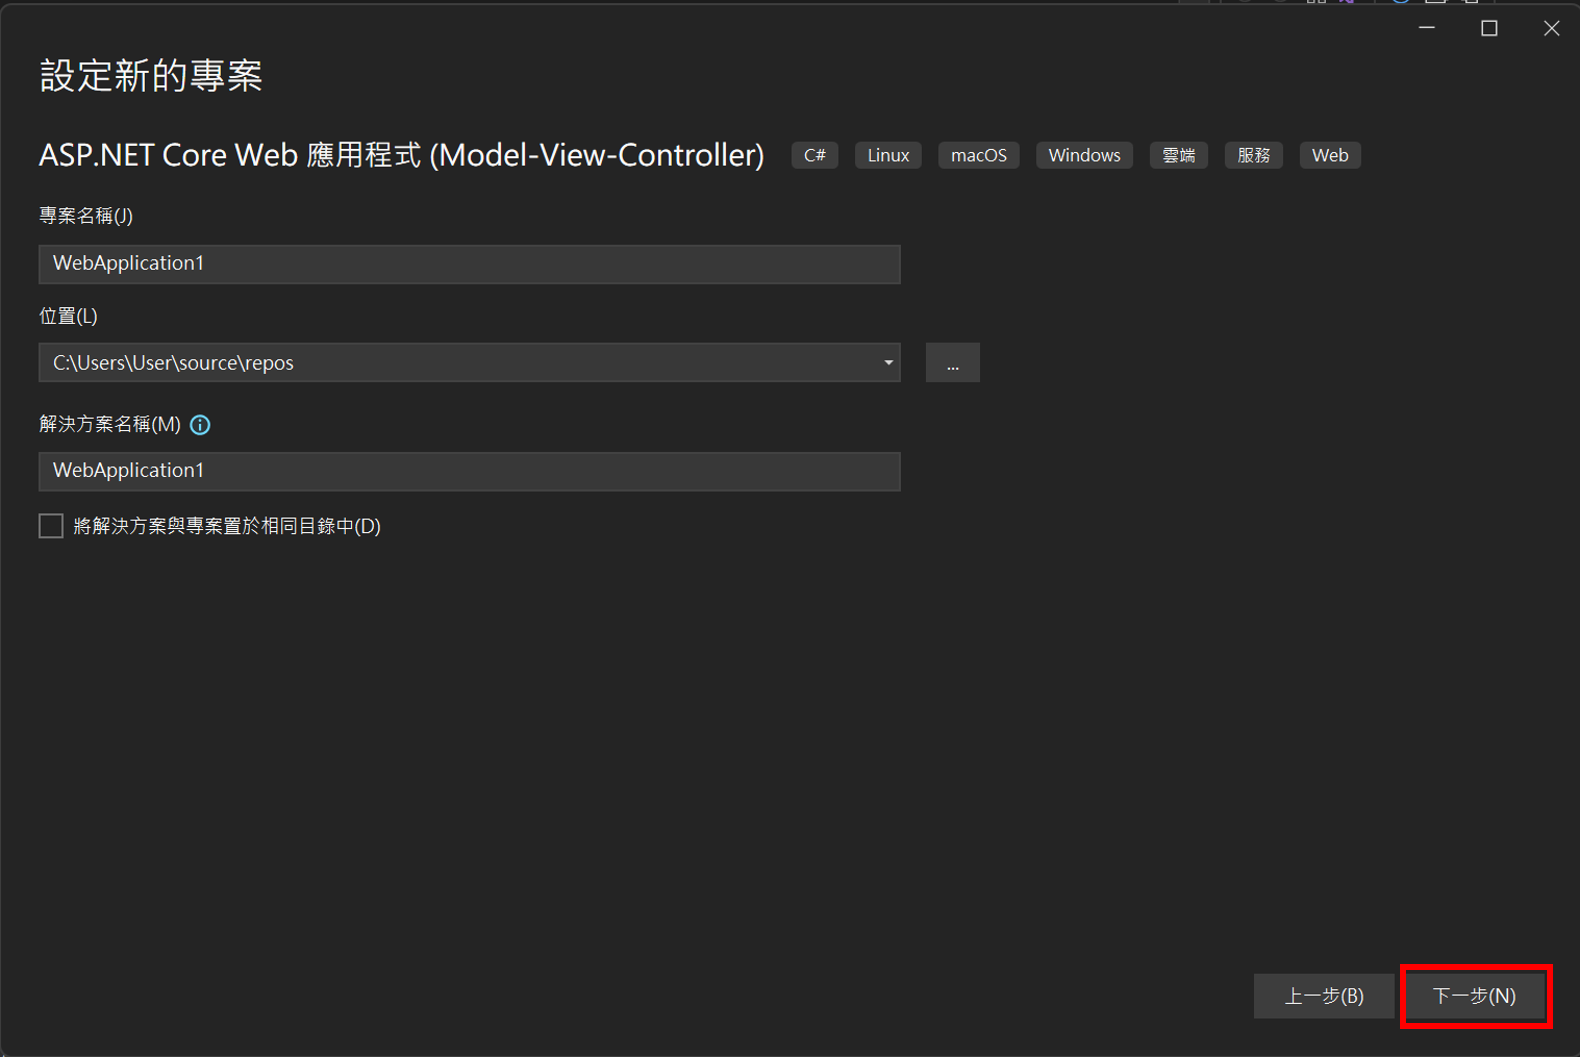 設定新的專案
ASP.NET Core Web 應用程式 (Model-View-Controller) C# Linux macOS Windows 雲端 服務 Web
專案名稱(J)
WebApplication1
位置(L)
C:\Users\User\source\repos ...
解決方案名稱(M)
WebApplication1
將解決方案與專案置於相同目錄中(D)
上一步(B) 下一步(N)